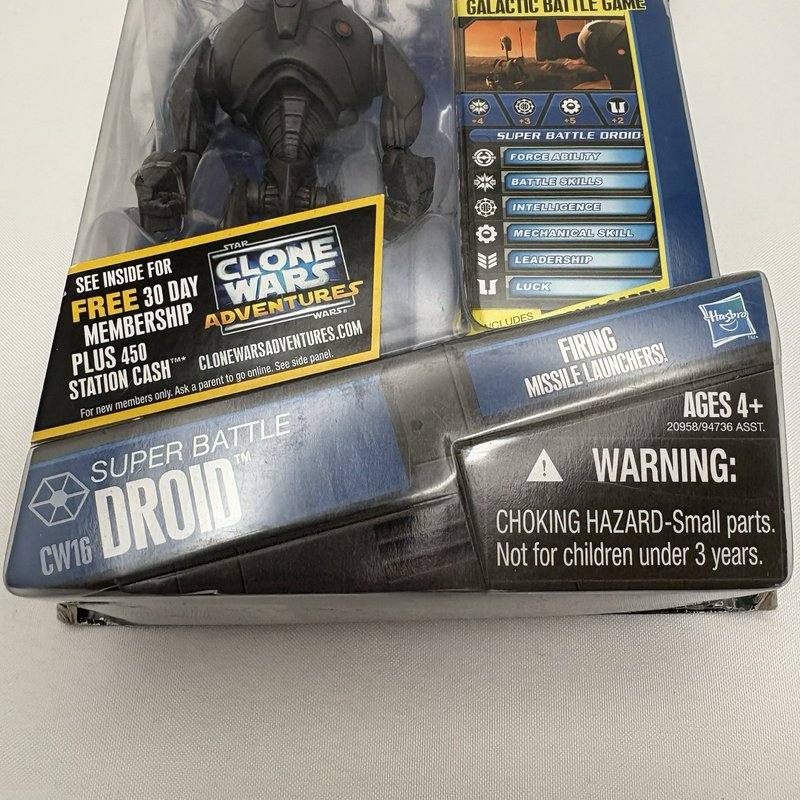 GALACTIC BATTLE GAME
+4 +3 +5 +2
SUPER BATTLE DROID
FORCE ABILITY
BATTLE SKILLS
INTELLIGENCE
MECHANICAL SKILL
LEADERSHIP
LUCK
INCLUDES
SEE INSIDE FOR
FREE 30 DAY
MEMBERSHIP
PLUS 450
STATION CASH™*
STAR
CLONE
WARS
ADVENTURES
WARS
CLONEWARSADVENTURES.COM
For new members only. Ask a parent to go online. See side panel.
FIRING
MISSILE LAUNCHERS!
Hasbro
AGES 4+
20958/94736 ASST.
SUPER BATTLE
DROID™
CW16
WARNING:
CHOKING HAZARD-Small parts.
Not for children under 3 years.